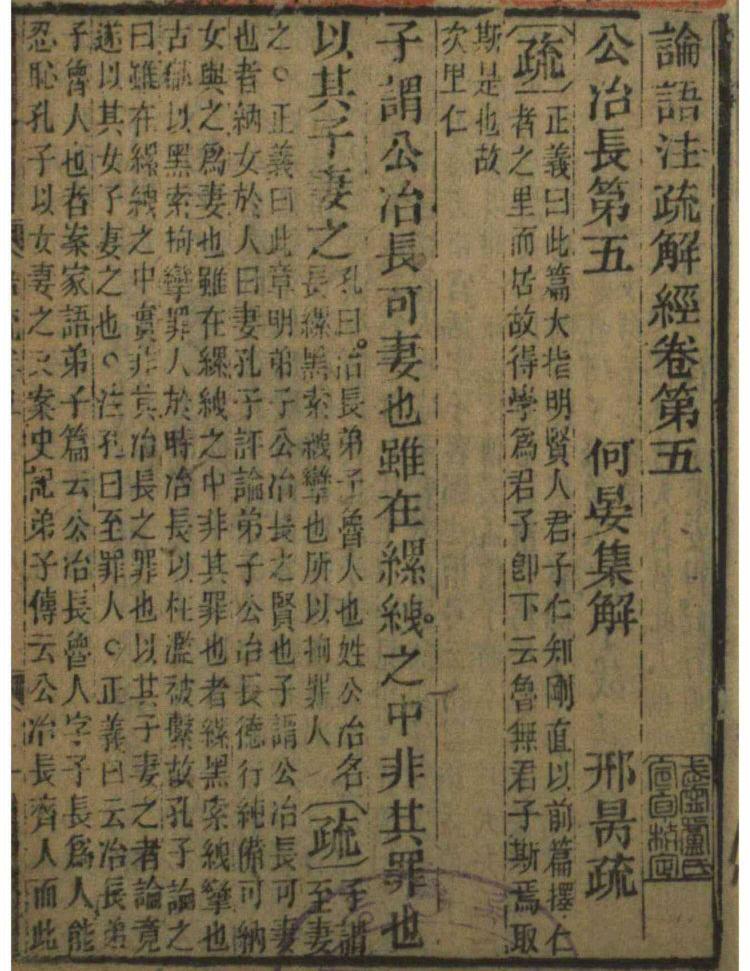 論語注疏解經卷第五
公冶長第五　何晏集解　邢昺疏
疏正義曰此篇大指明賢人君子仁知剛直以前篇擇仁
者之里而居故得學為君子即下云魯無君子斯焉取
斯是也故
次里仁
子謂公冶長可妻也雖在縲絏之中非其罪也
以其子妻之
孔曰冶長弟子魯人也姓公冶名
長縲黑索絏攣也所以拘罪人
疏子謂至妻
之○正義曰此章明弟子公冶長之賢也子謂公冶長可妻
也者納女於人曰妻孔子評論弟子公冶長德行純備可納
女與之為妻也雖在縲絏之中非其罪也者縲黑索絏攣也
古獄以黑索拘攣罪人於時冶長以枉濫被繫故孔子論之
曰雖在縲絏之中實非其冶長之罪也以其子妻之者論竟
遂以其女子妻之也○注孔曰至罪人○正義曰云冶長弟
子魯人也者案家語弟子篇云公冶長魯人字子長為人能
忍恥孔子以女妻之又案史記弟子傳云公冶長齊人而此